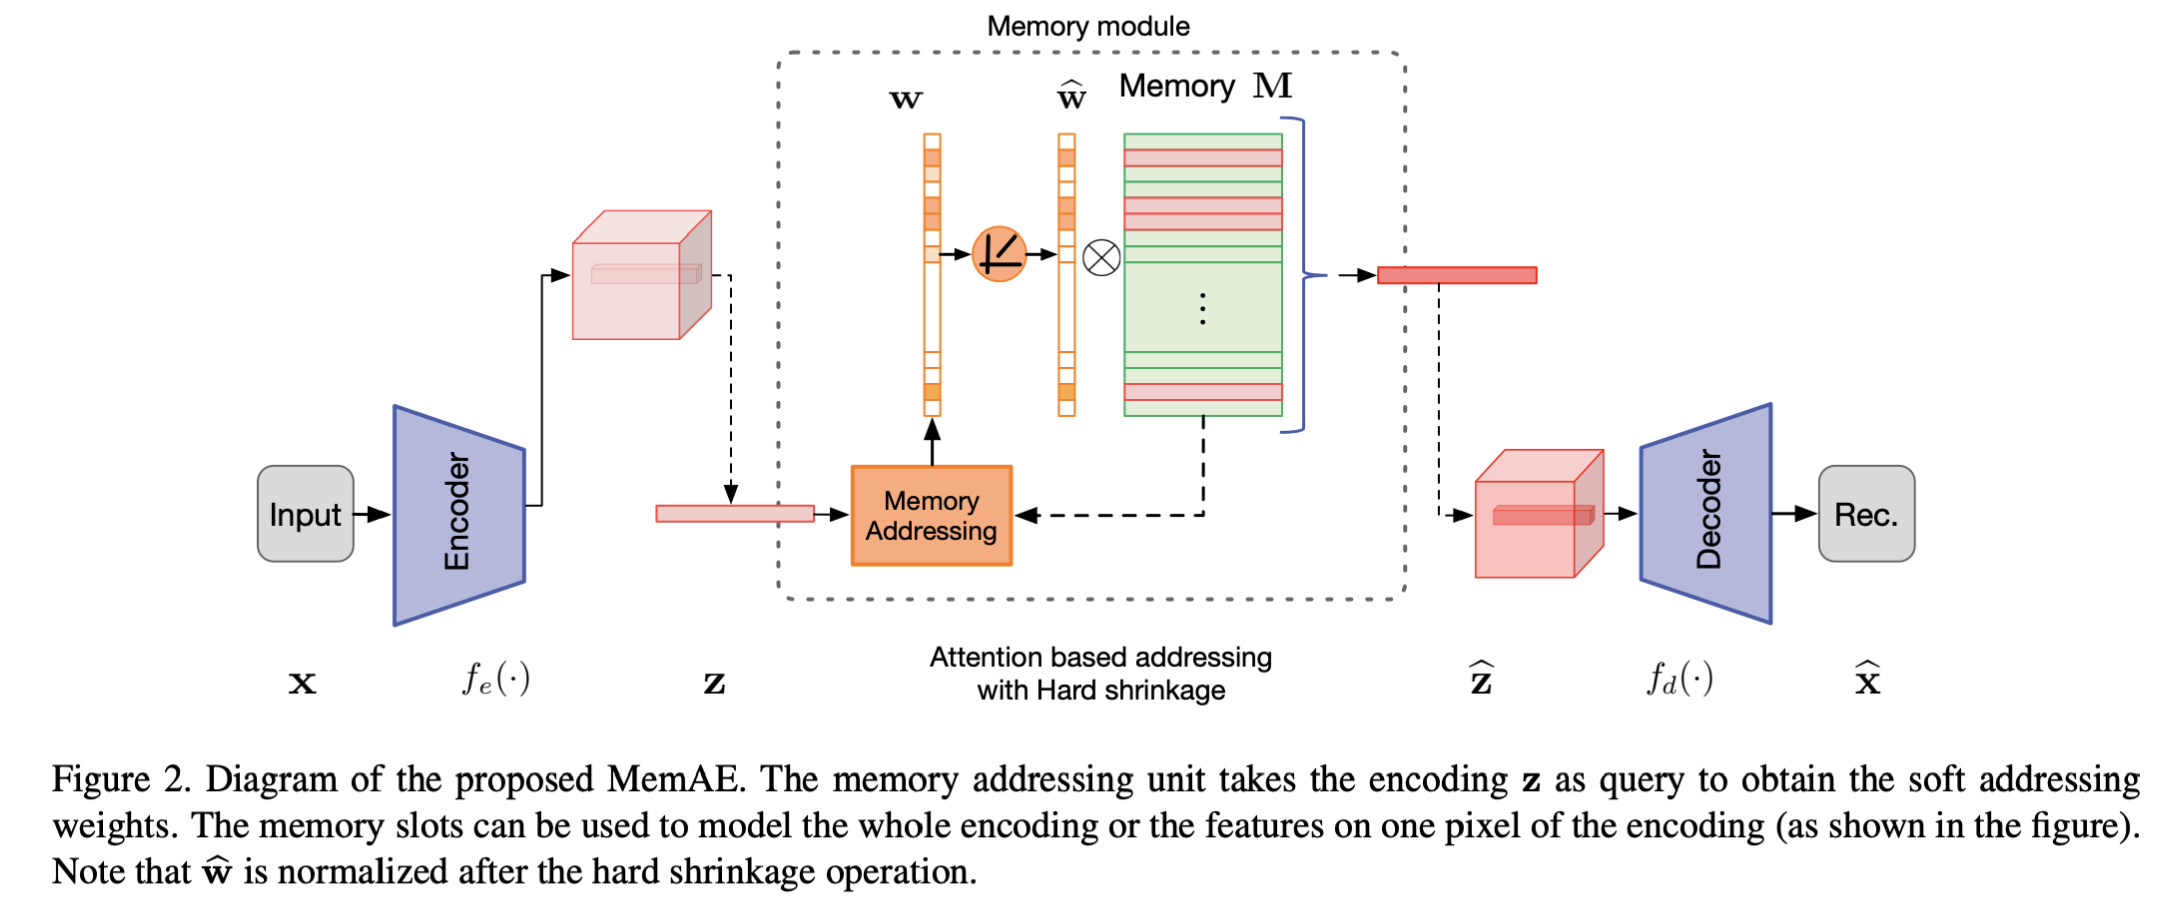 Memory module
w
ŵ
Memory M
Input
Encoder
Memory
Addressing
Decoder
Rec.
x
fₑ(·)
z
Attention based addressing
with Hard shrinkage
ẑ
f_d(·)
x̂
Figure 2. Diagram of the proposed MemAE. The memory addressing unit takes the encoding z as query to obtain the soft addressing
weights. The memory slots can be used to model the whole encoding or the features on one pixel of the encoding (as shown in the figure).
Note that ŵ is normalized after the hard shrinkage operation.